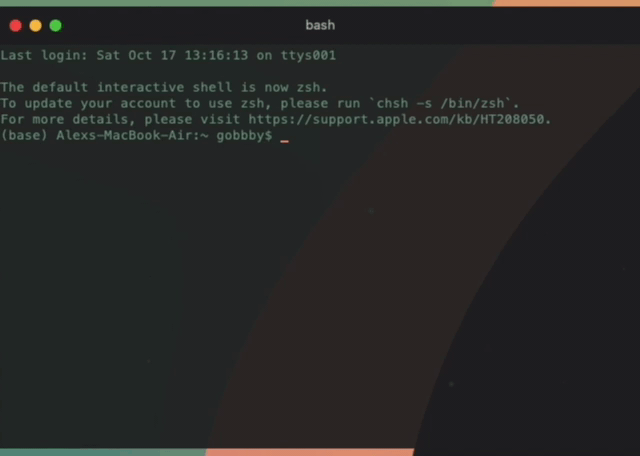 bash
Last login: Sat Oct 17 13:16:13 on ttys001
The default interactive shell is now zsh.
To update your account to use zsh, please run `chsh -s /bin/zsh`.
For more details, please visit https://support.apple.com/kb/HT208050.
(base) Alexs-MacBook-Air:~ gobbby$ _